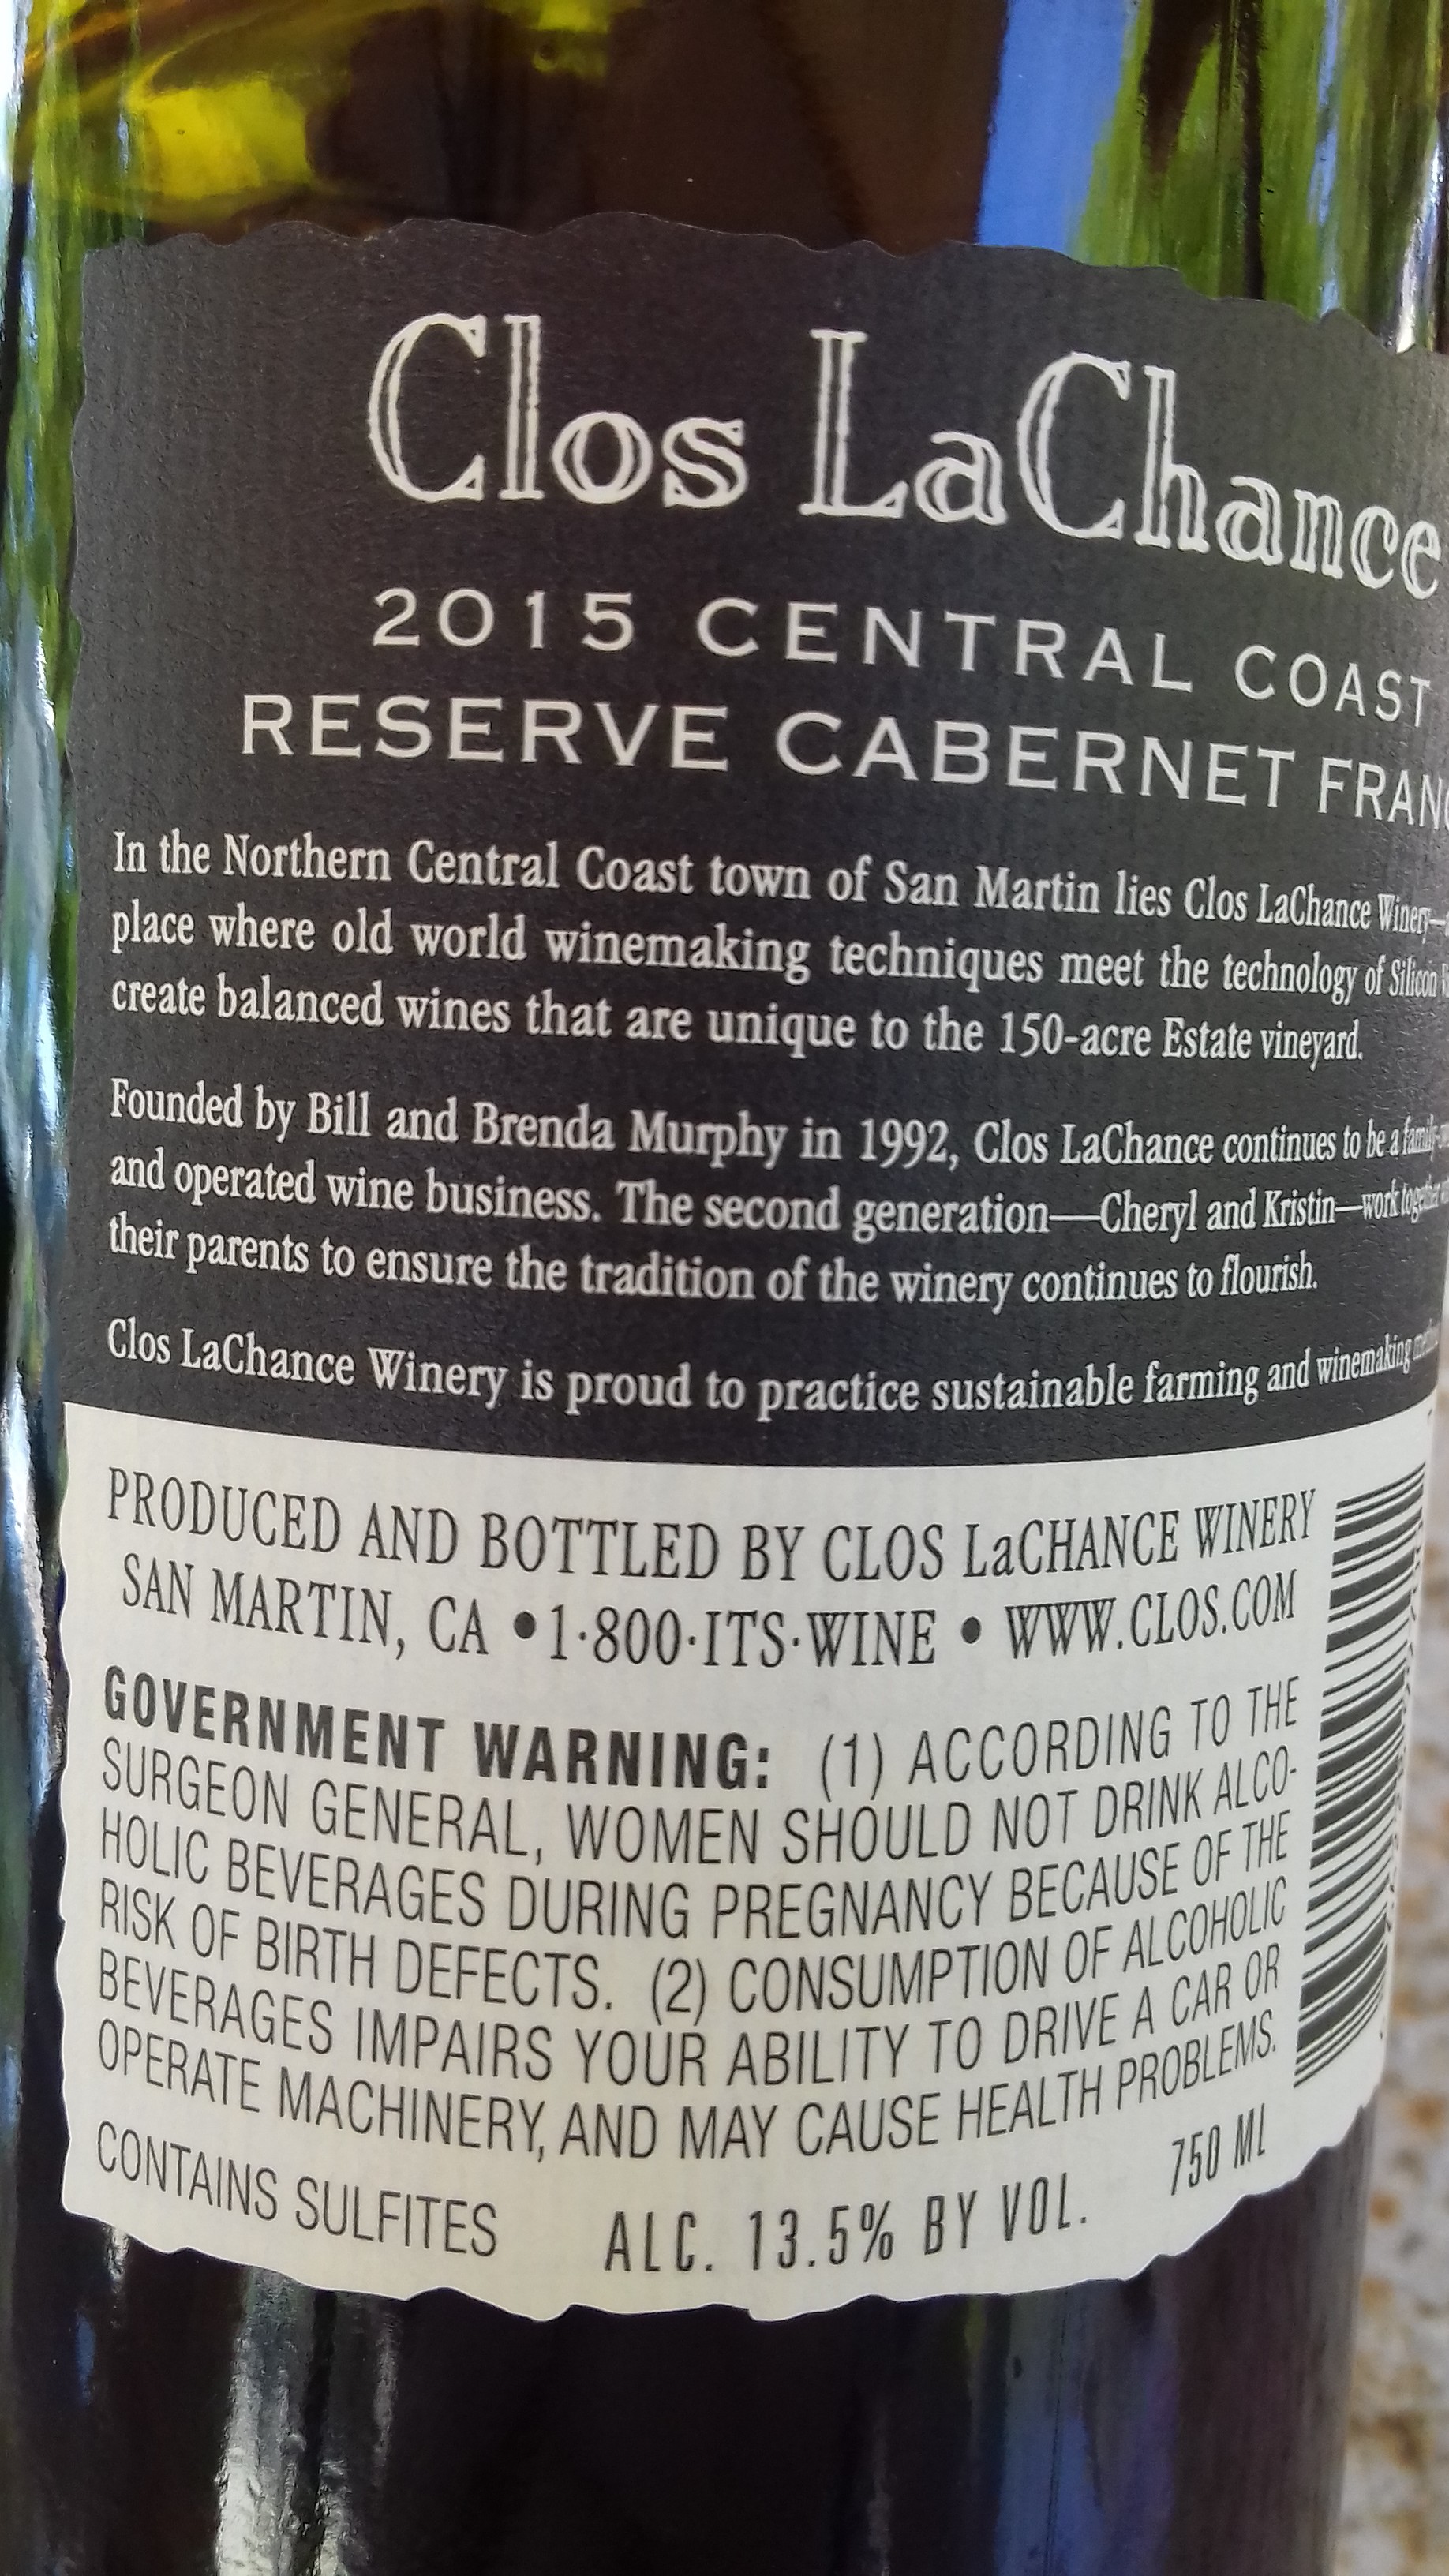 Clos LaChance
2015 CENTRAL COAST
RESERVE CABERNET FRANC
In the Northern Central Coast town of San Martin lies Clos LaChance Winery—
place where old world winemaking techniques meet the technology of Silicon
create balanced wines that are unique to the 150-acre Estate vineyard.
Founded by Bill and Brenda Murphy in 1992, Clos LaChance continues to be a family-
and operated wine business. The second generation—Cheryl and Kristin—work together
their parents to ensure the tradition of the winery continues to flourish.
Clos LaChance Winery is proud to practice sustainable farming and winemaking
PRODUCED AND BOTTLED BY CLOS LaCHANCE WINERY
SAN MARTIN, CA • 1·800·ITS·WINE • WWW.CLOS.COM
GOVERNMENT WARNING: (1) ACCORDING TO THE
SURGEON GENERAL, WOMEN SHOULD NOT DRINK ALCO-
HOLIC BEVERAGES DURING PREGNANCY BECAUSE OF THE
RISK OF BIRTH DEFECTS. (2) CONSUMPTION OF ALCOHOLIC
BEVERAGES IMPAIRS YOUR ABILITY TO DRIVE A CAR OR
OPERATE MACHINERY, AND MAY CAUSE HEALTH PROBLEMS.
CONTAINS SULFITES ALC. 13.5% BY VOL. 750 ML